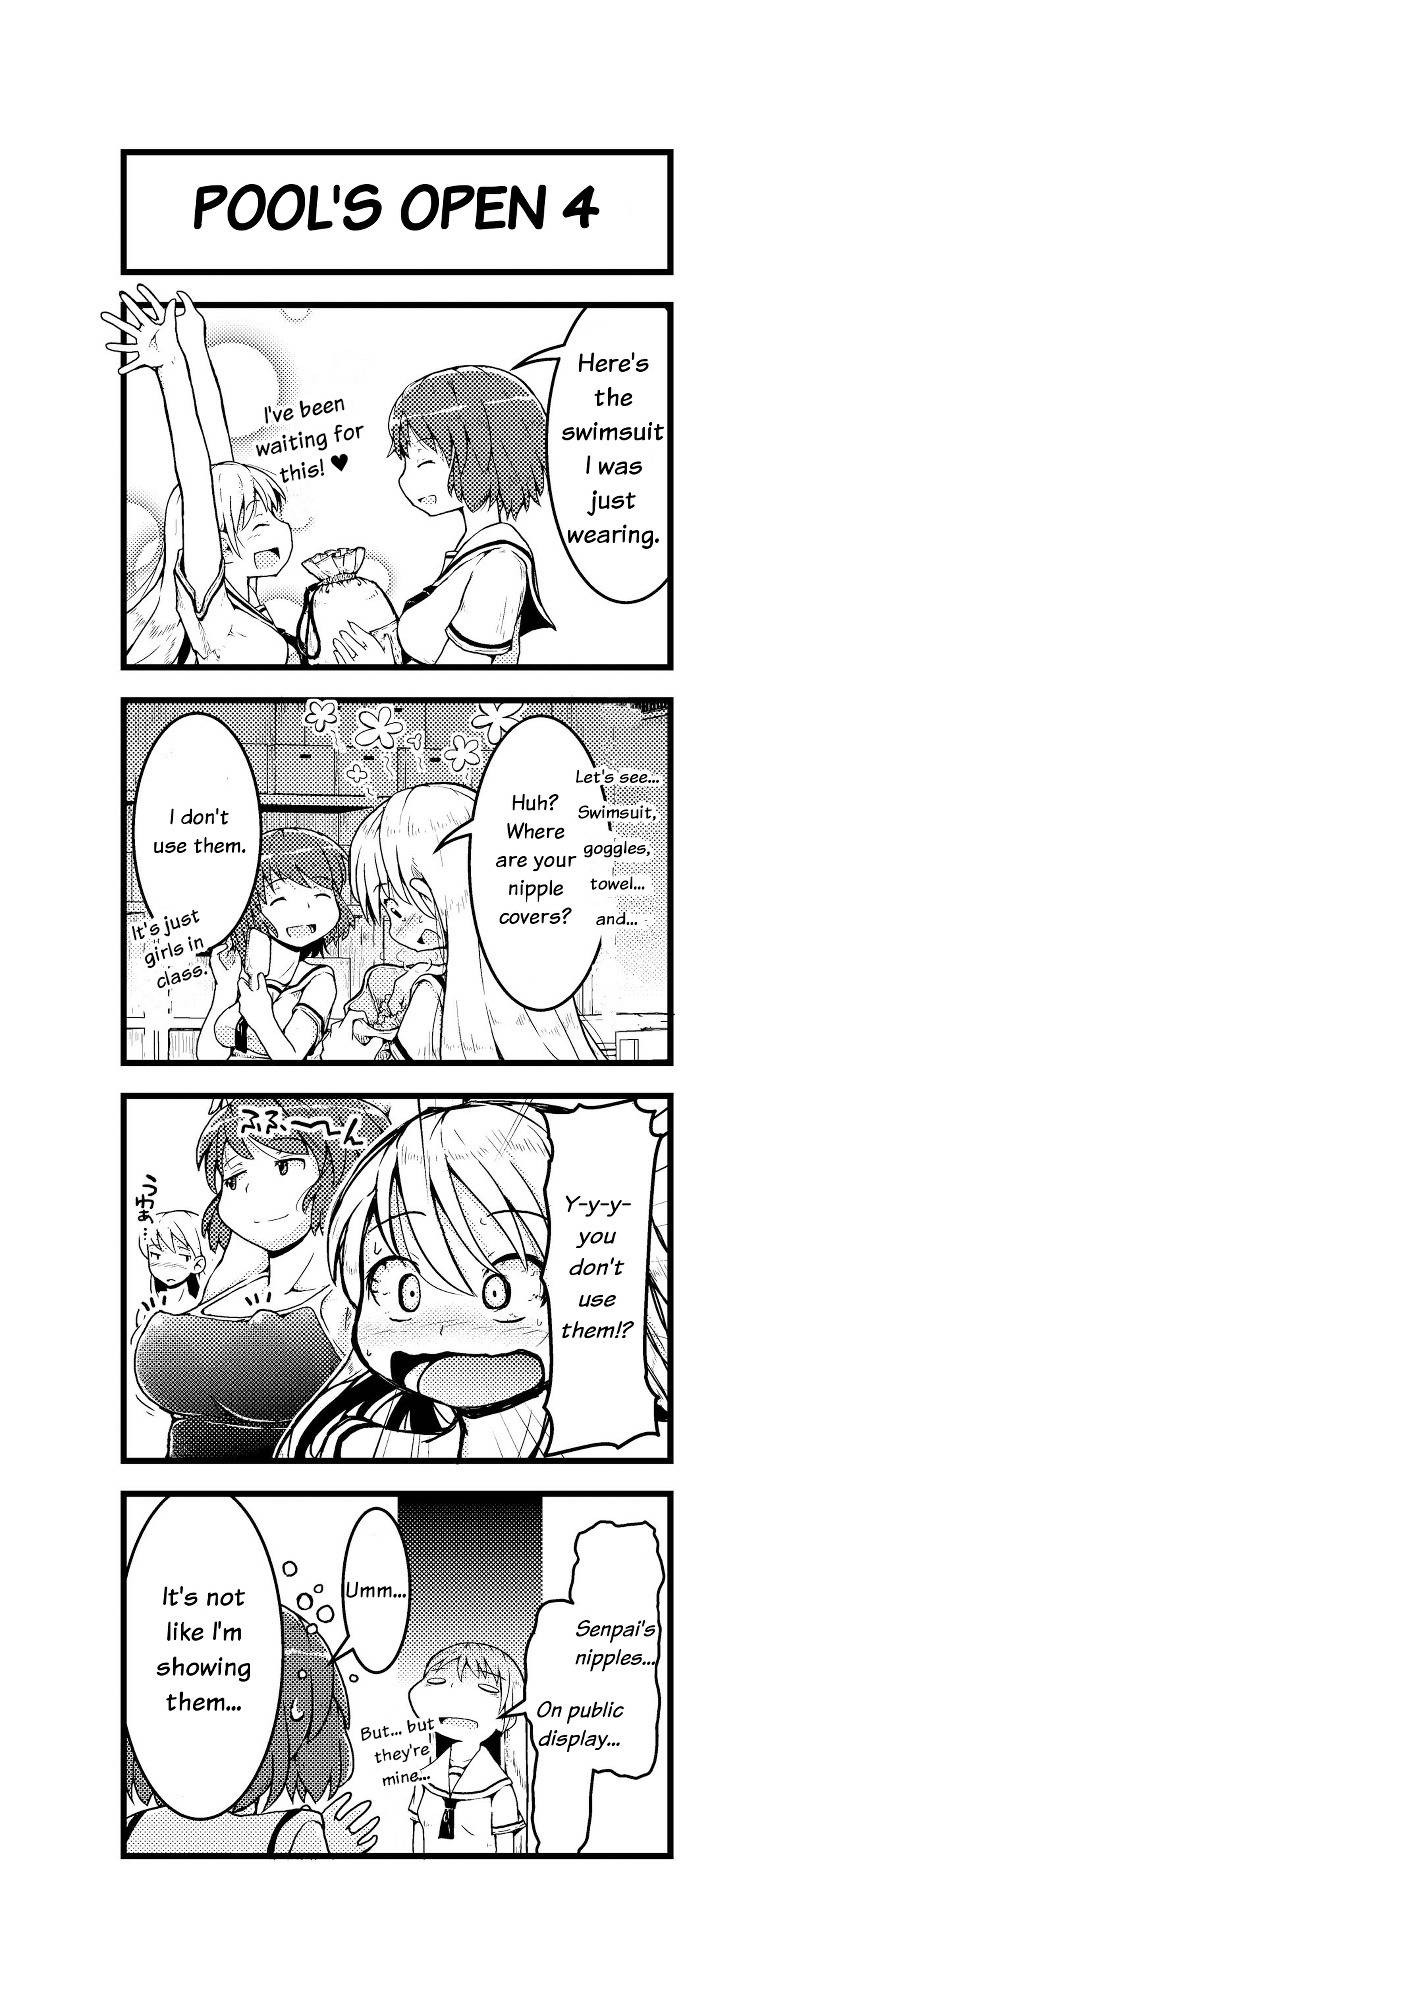 POOL'S OPEN 4
Here's
the
swimsuit
I was
just
wearing.
I've been
waiting for
this! ♥
Let's see...
Swimsuit,
goggles,
towel...
and...
Huh?
Where
are your
nipple
covers?
I don't
use them.
It's just
girls in
class.
Y-y-y-
you
don't
use
them!?
ふふ〜ん
Senpai's
nipples...
On public
display...
But... but
they're
mine...
Umm...
It's not
like I'm
showing
them...